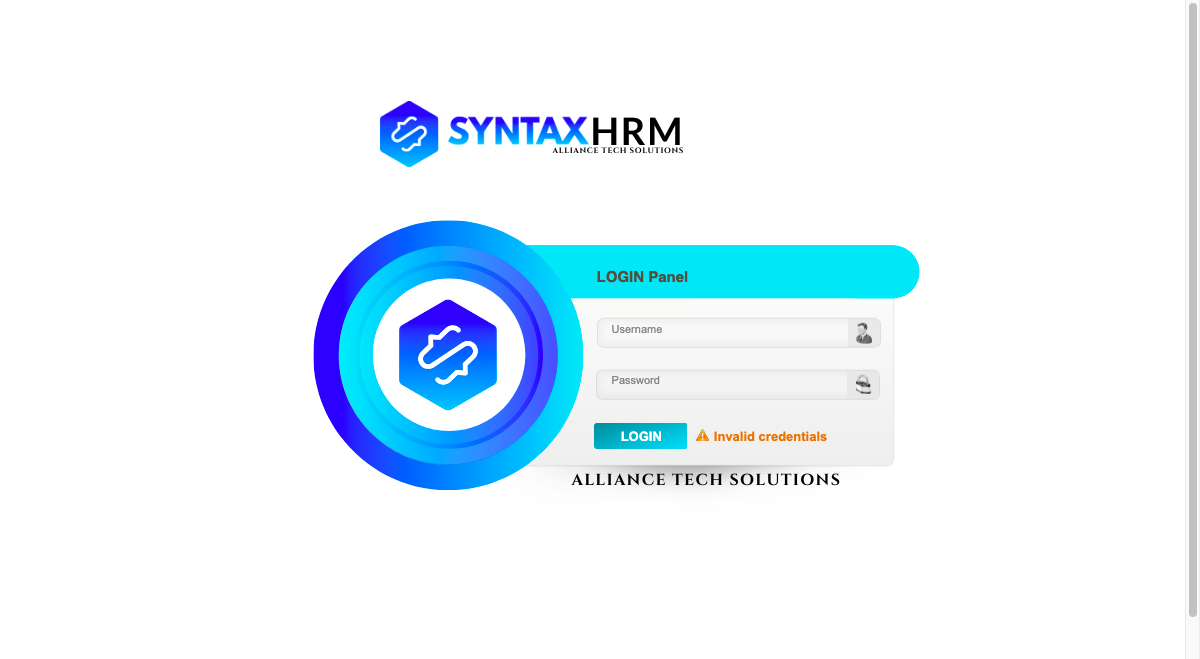 SYNTAXHRM
ALLIANCE TECH SOLUTIONS
LOGIN Panel
Username
Password
LOGIN
Invalid credentials
ALLIANCE TECH SOLUTIONS